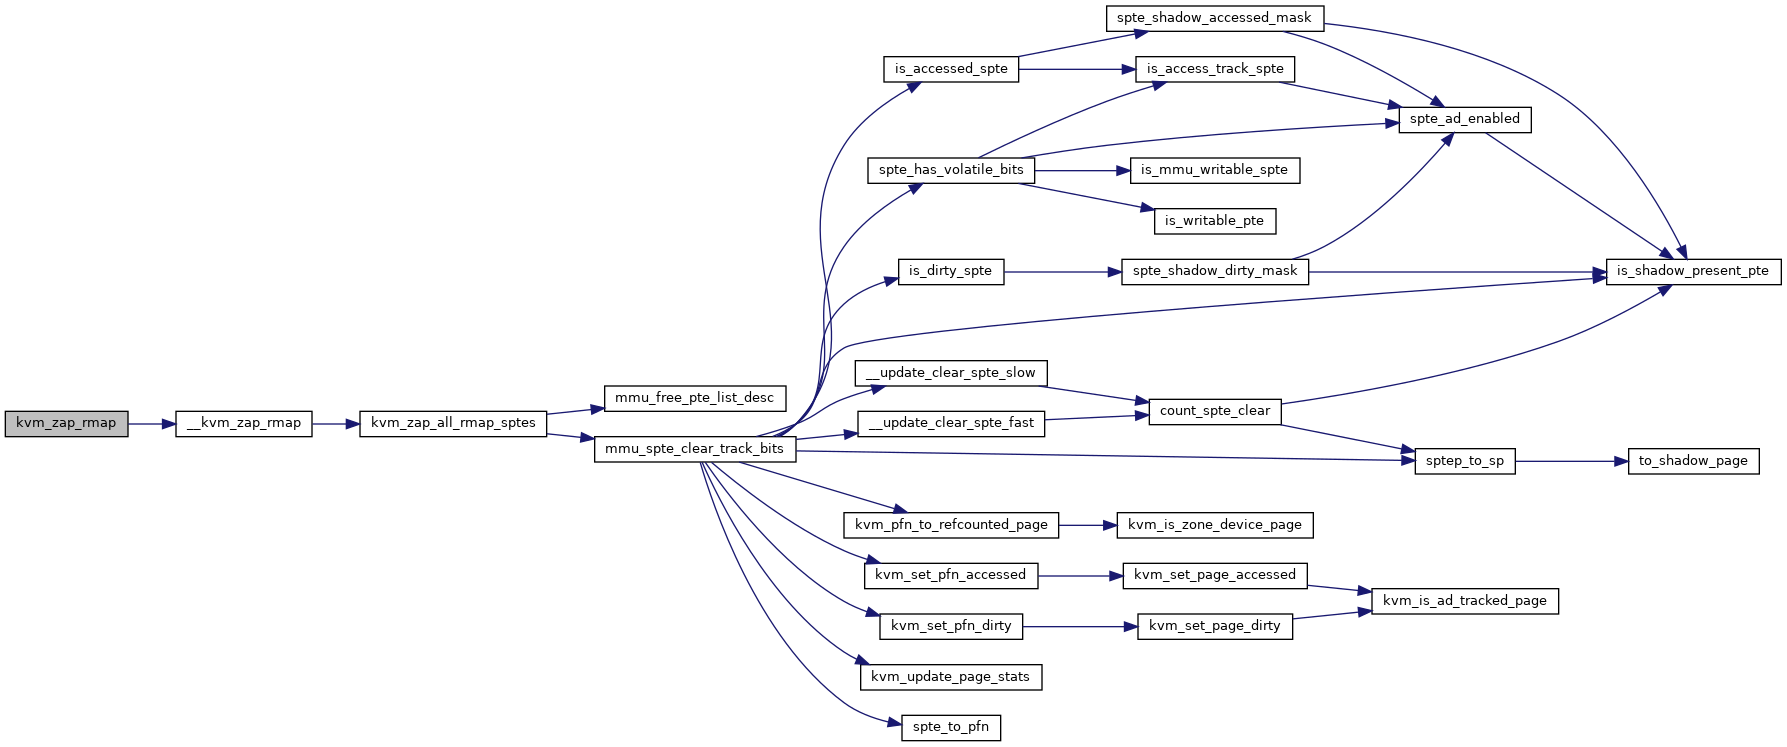 kvm_zap_rmap
__kvm_zap_rmap
kvm_zap_all_rmap_sptes
mmu_free_pte_list_desc
mmu_spte_clear_track_bits
is_accessed_spte
spte_has_volatile_bits
is_dirty_spte
__update_clear_spte_slow
__update_clear_spte_fast
kvm_pfn_to_refcounted_page
kvm_set_pfn_accessed
kvm_set_pfn_dirty
kvm_update_page_stats
spte_to_pfn
spte_shadow_accessed_mask
is_access_track_spte
is_mmu_writable_spte
is_writable_pte
spte_shadow_dirty_mask
count_spte_clear
kvm_is_zone_device_page
kvm_set_page_accessed
kvm_set_page_dirty
spte_ad_enabled
sptep_to_sp
kvm_is_ad_tracked_page
is_shadow_present_pte
to_shadow_page